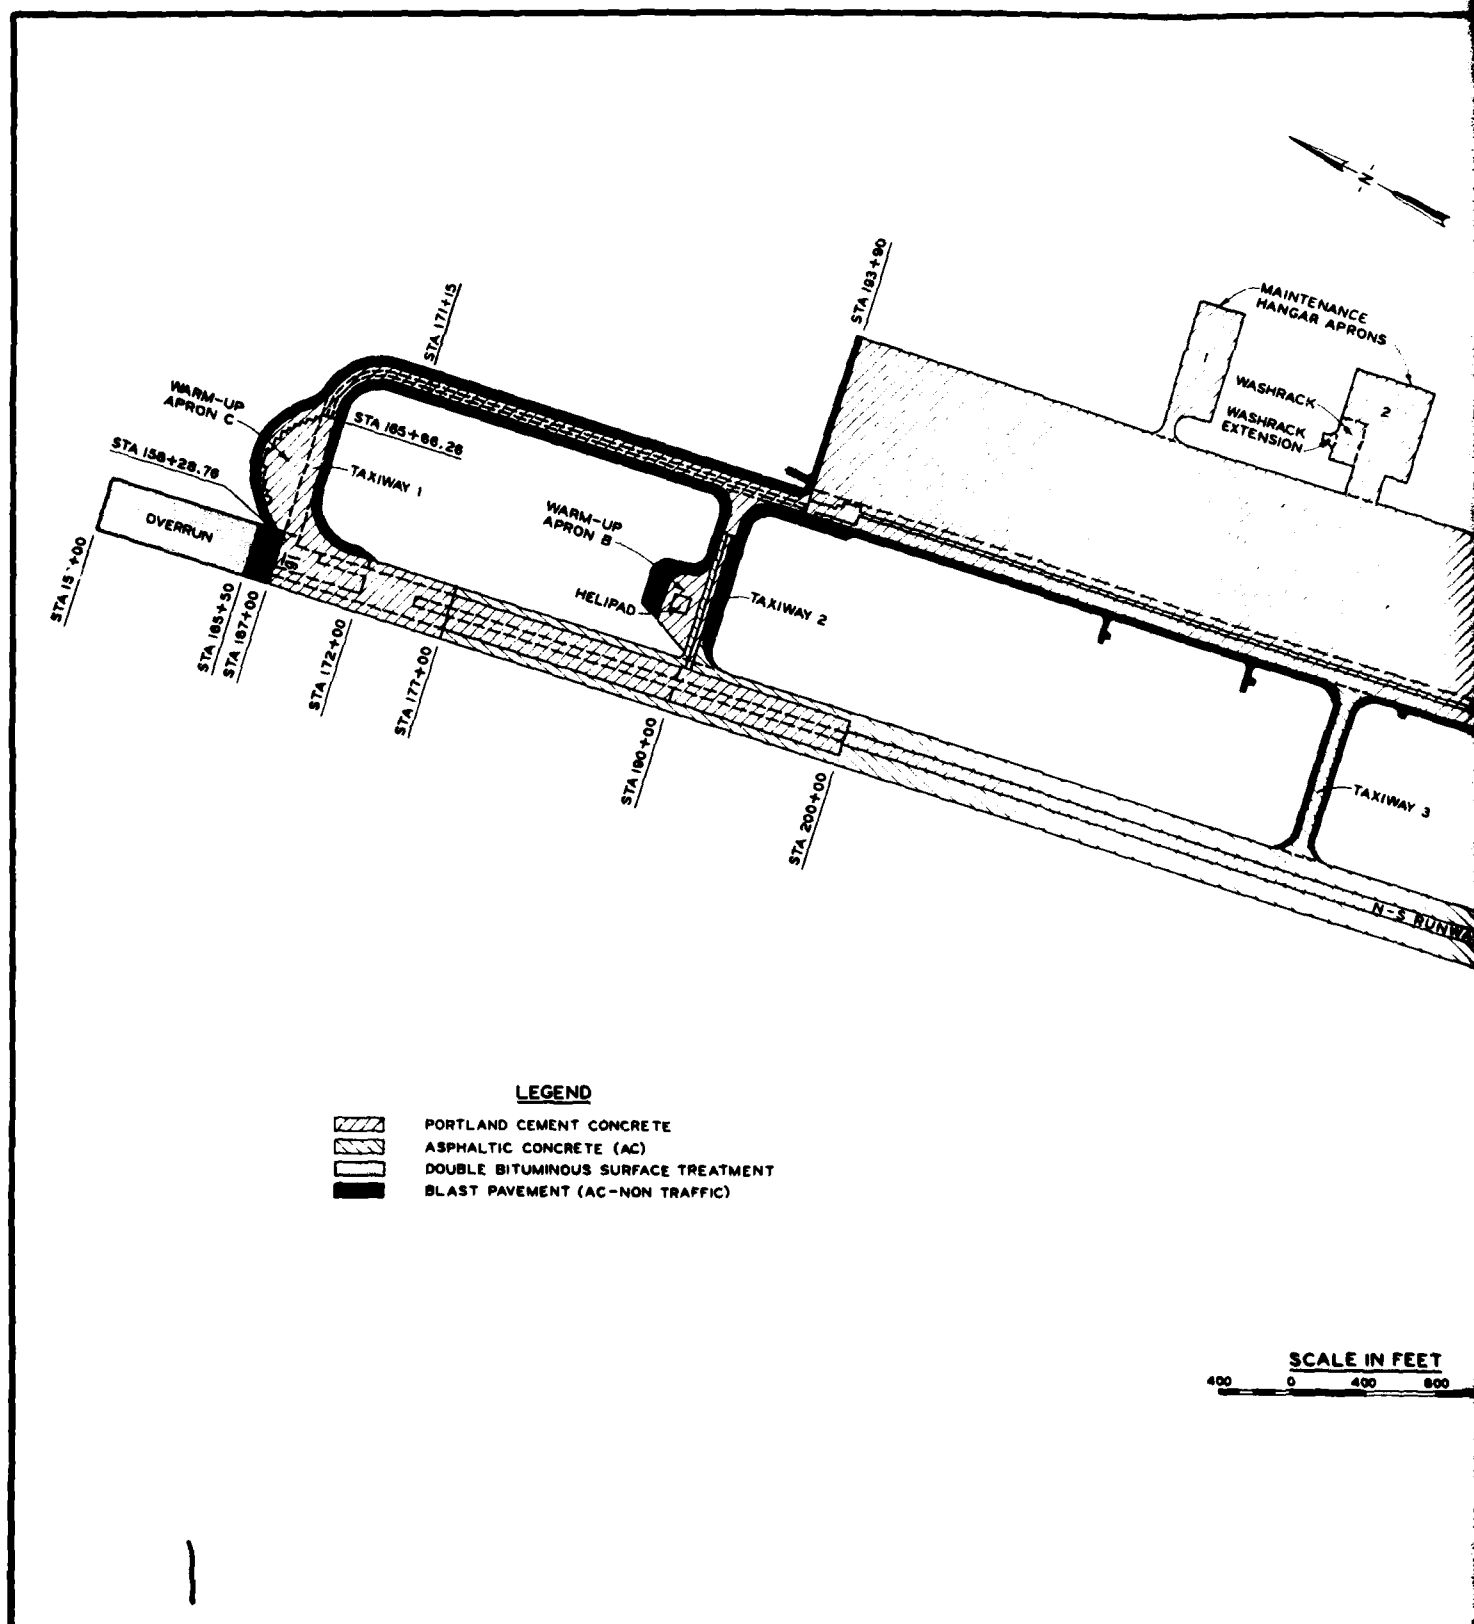 N
STA 193+90
STA 171+15
MAINTENANCE
HANGAR APRONS
1
2
WASHRACK
WASHRACK
EXTENSION
WARM-UP
APRON C
STA 165+66.26
STA 158+28.76
TAXIWAY 1
OVERRUN
16
WARM-UP
APRON B
HELIPAD
TAXIWAY 2
TAXIWAY 3
STA 165+50
STA 167+00
STA 172+00
STA 177+00
STA 190+00
STA 200+00
N-S RUNWA
LEGEND
PORTLAND CEMENT CONCRETE
ASPHALTIC CONCRETE (AC)
DOUBLE BITUMINOUS SURFACE TREATMENT
BLAST PAVEMENT (AC-NON TRAFFIC)
SCALE IN FEET
400 0 400 800